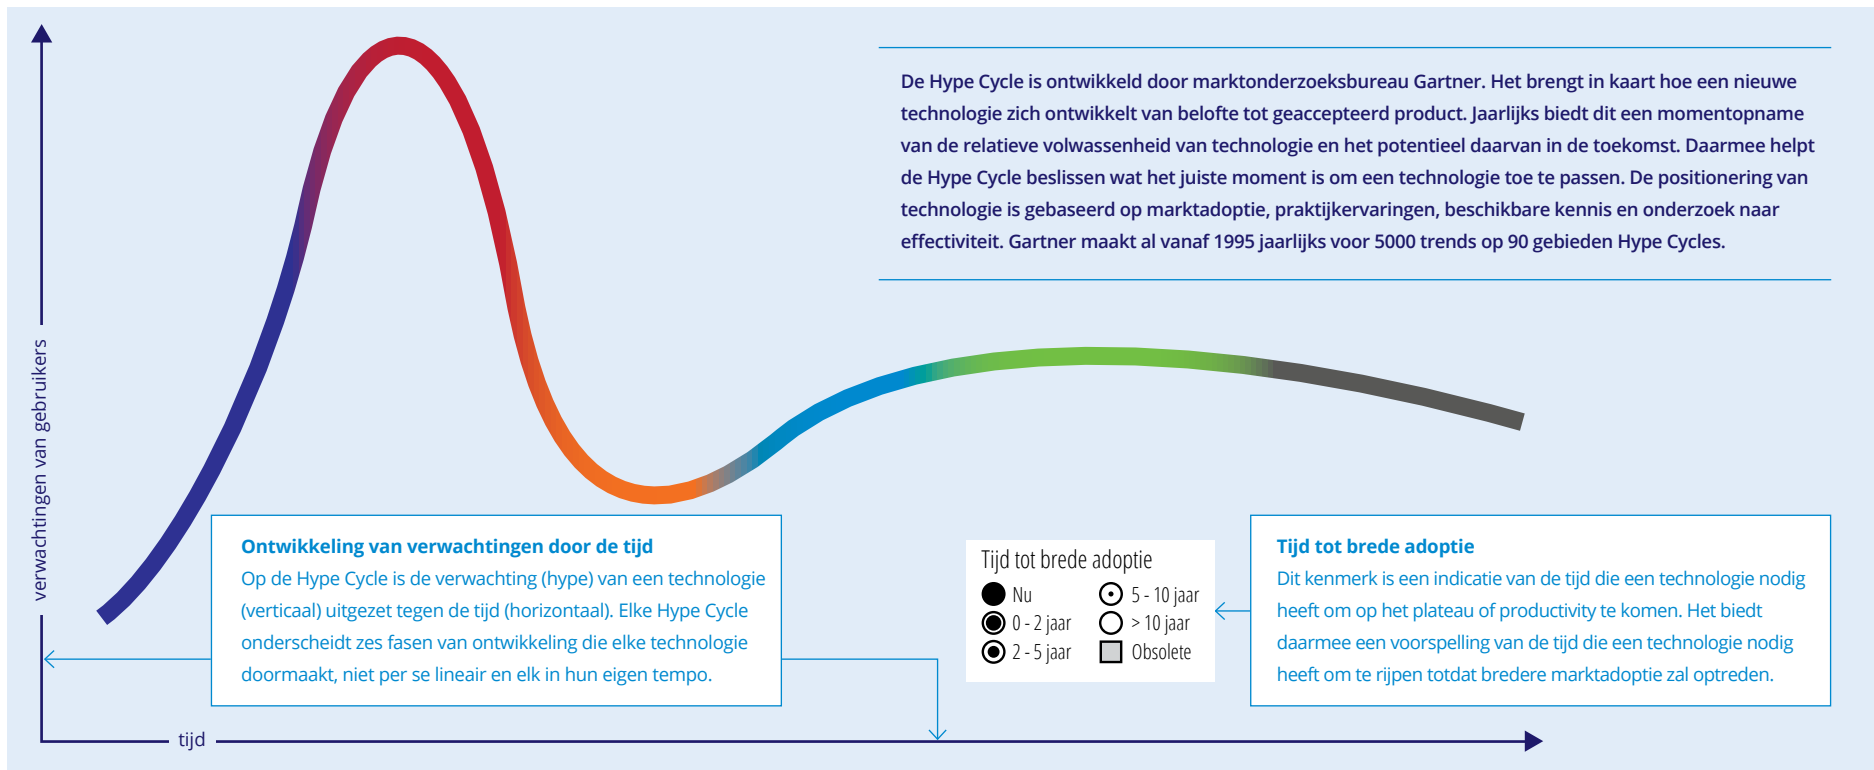 De Hype Cycle is ontwikkeld door marktonderzoeksbureau Gartner. Het brengt in kaart hoe een nieuwe
technologie zich ontwikkelt van belofte tot geaccepteerd product. Jaarlijks biedt dit een momentopname
van de relatieve volwassenheid van technologie en het potentieel daarvan in de toekomst. Daarmee helpt
de Hype Cycle beslissen wat het juiste moment is om een technologie toe te passen. De positionering van
technologie is gebaseerd op marktadoptie, praktijkervaringen, beschikbare kennis en onderzoek naar
effectiviteit. Gartner maakt al vanaf 1995 jaarlijks voor 5000 trends op 90 gebieden Hype Cycles.
verwachtingen van gebruikers
Ontwikkeling van verwachtingen door de tijd
Op de Hype Cycle is de verwachting (hype) van een technologie
(verticaal) uitgezet tegen de tijd (horizontaal). Elke Hype Cycle
onderscheidt zes fasen van ontwikkeling die elke technologie
doormaakt, niet per se lineair en elk in hun eigen tempo.
Tijd tot brede adoptie
Nu
0 - 2 jaar
2 - 5 jaar
5 - 10 jaar
> 10 jaar
Obsolete
Tijd tot brede adoptie
Dit kenmerk is een indicatie van de tijd die een technologie nodig
heeft om op het plateau of productivity te komen. Het biedt
daarmee een voorspelling van de tijd die een technologie nodig
heeft om te rijpen totdat bredere marktadoptie zal optreden.
tijd